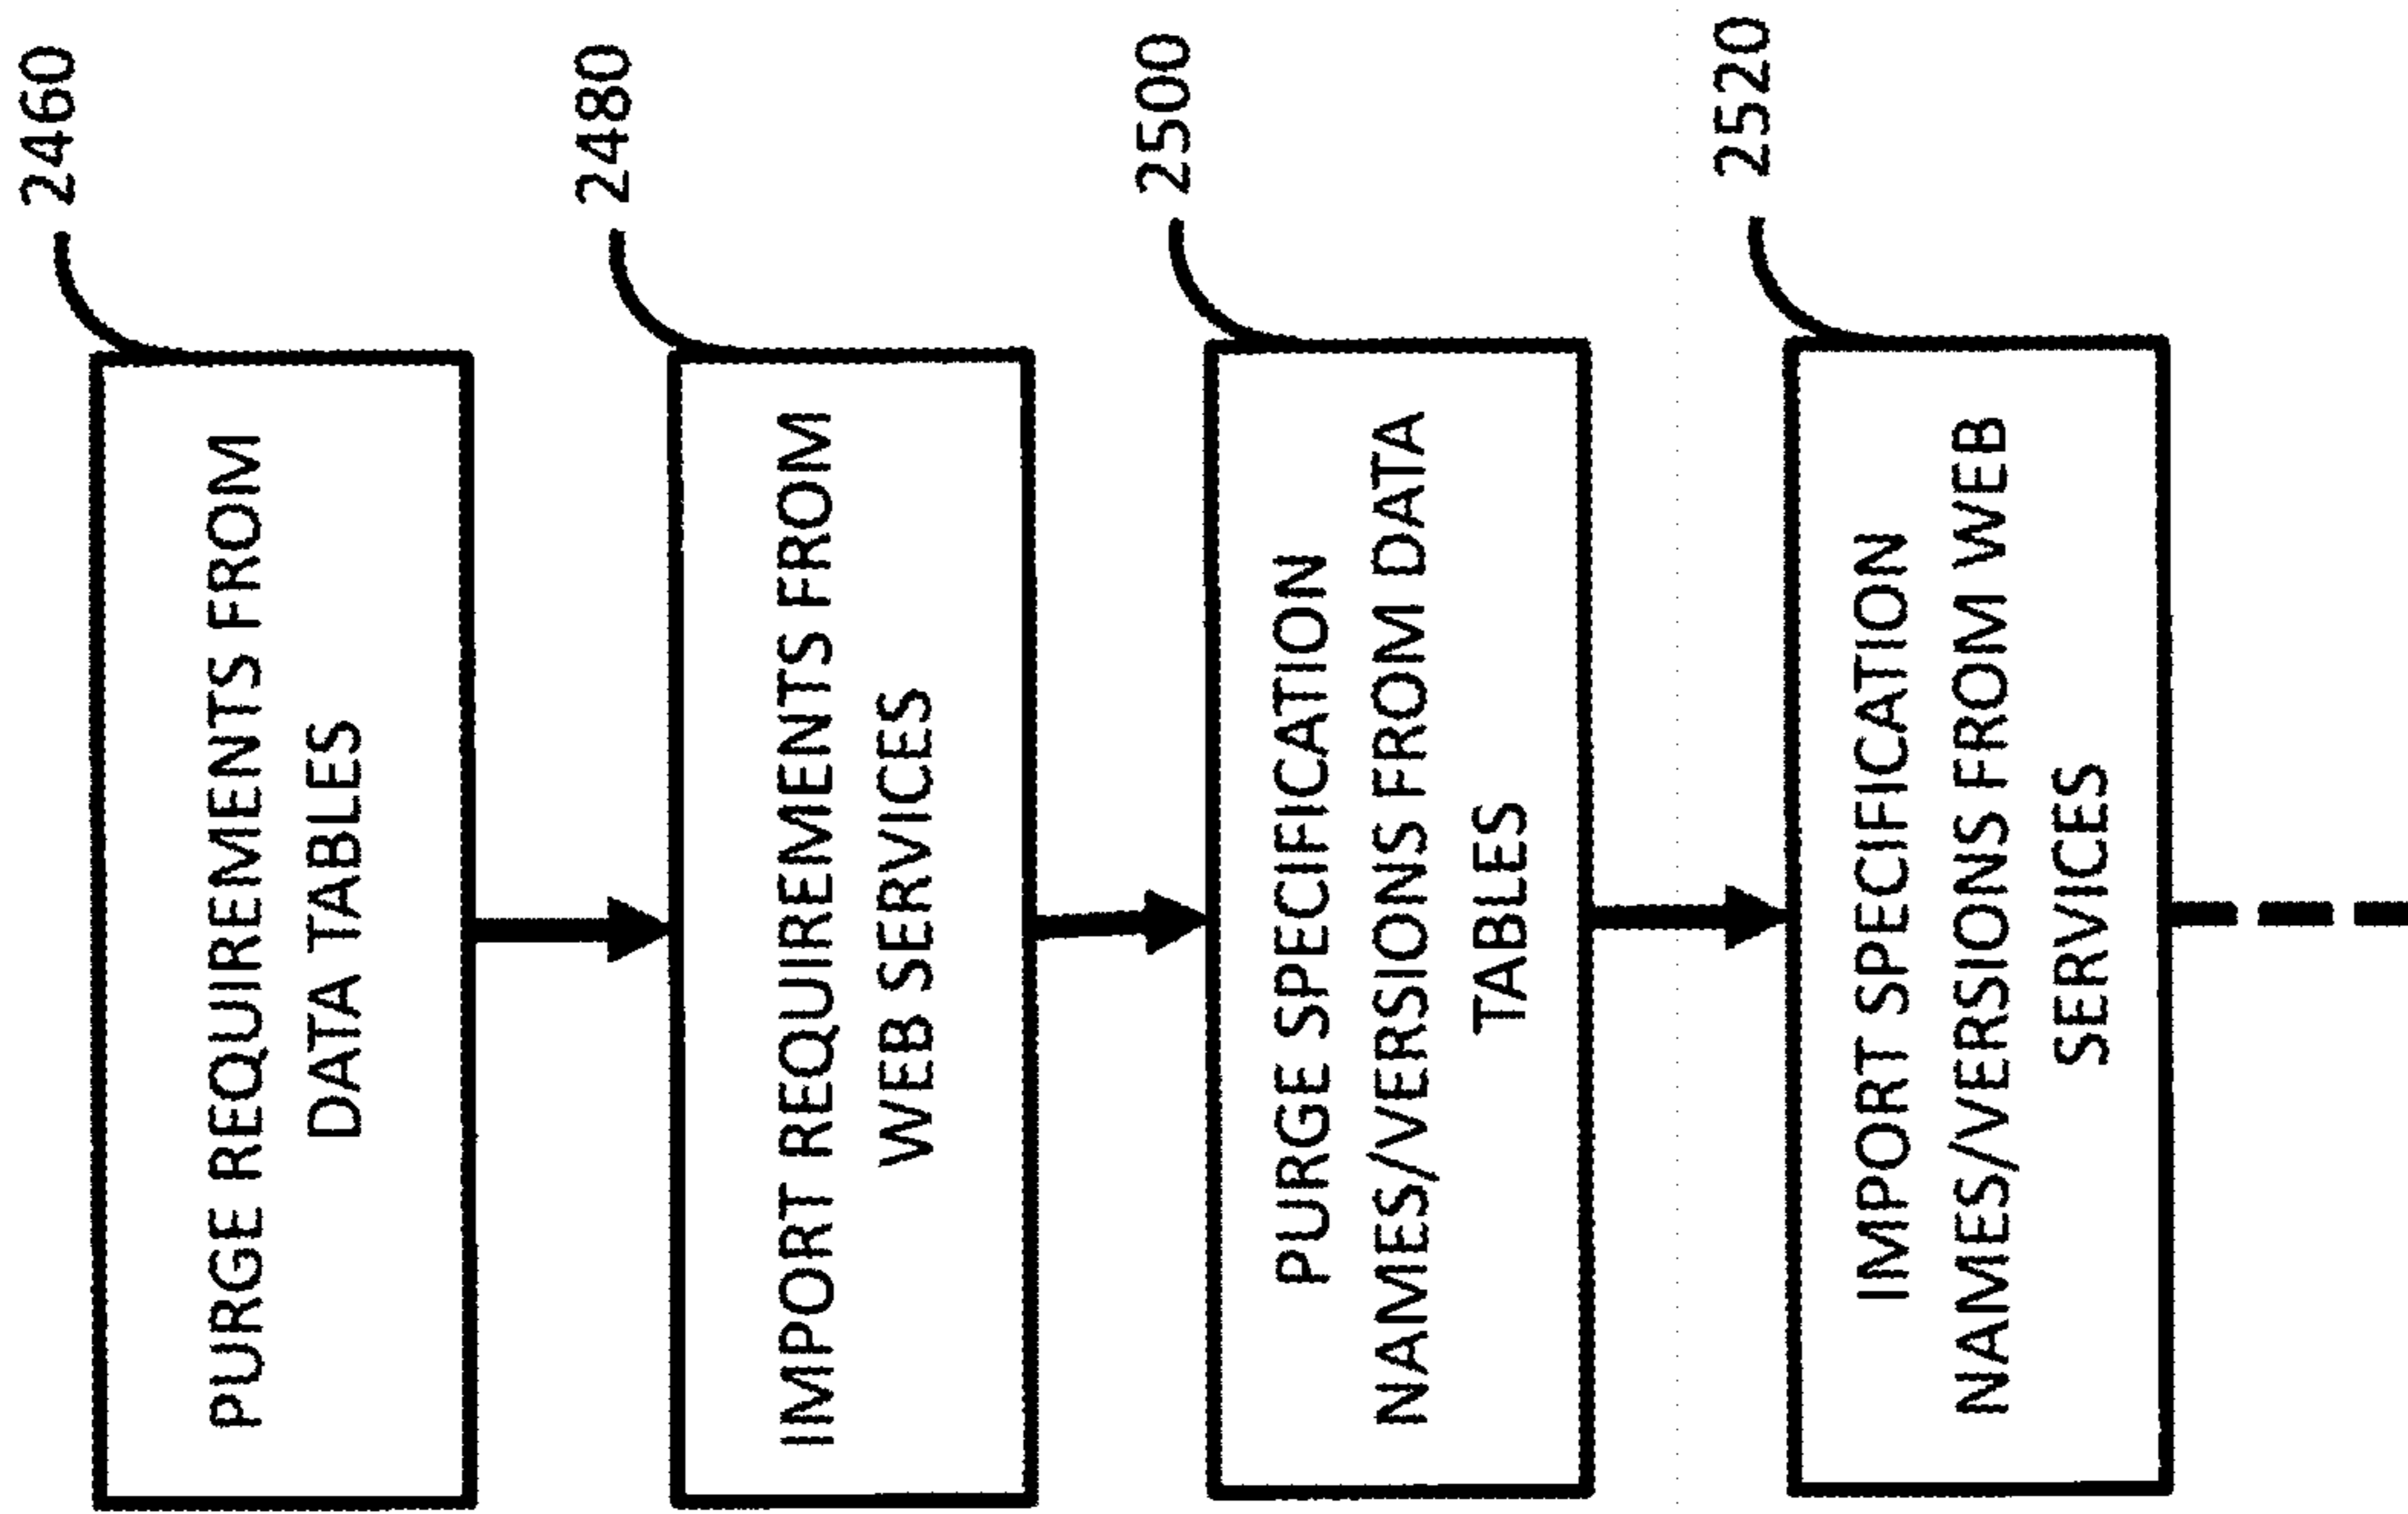 2460
PURGE REQUIREMENTS FROM
DATA TABLES
2480
IMPORT REQUIREMENTS FROM
WEB SERVICES
2500
PURGE SPECIFICATION
NAMES/VERSIONS FROM DATA
TABLES
2520
IMPORT SPECIFICATION
NAMES/VERSIONS FROM WEB
SERVICES